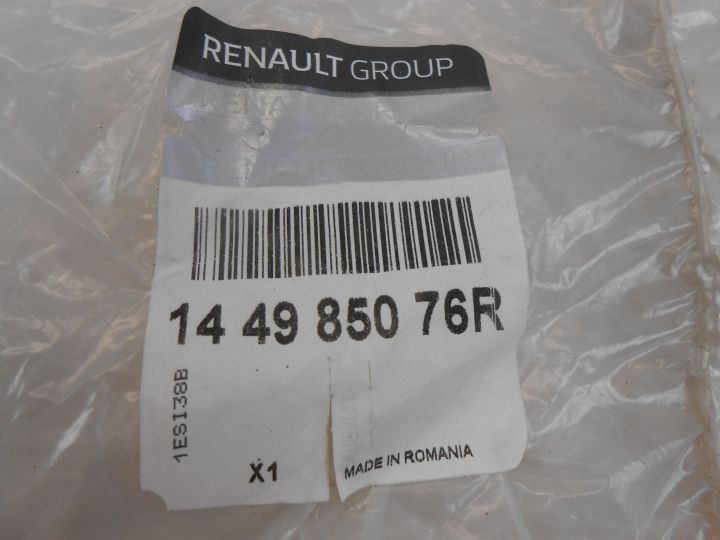 RENAULT GROUP
14 49 850 76R
1ES138B
X1
MADE IN ROMANIA